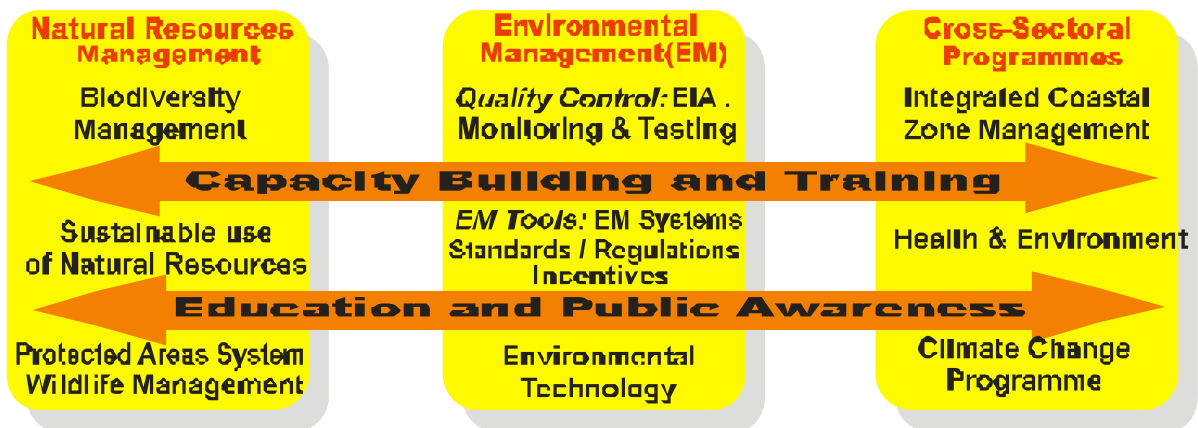 Natural Resources
Management
Biodiversity
Management
Sustainable use
of Natural Resources
Protected Areas System
Wildlife Management
Environmental
Management(EM)
Quality Control: EIA .
Monitoring & Testing
EM Tools: EM Systems
Standards / Regulations
Incentives
Environmental
Technology
Cross-Sectoral
Programmes
Integrated Coastal
Zone Management
Health & Environment
Climate Change
Programme
Capacity Building and Training
Education and Public Awareness